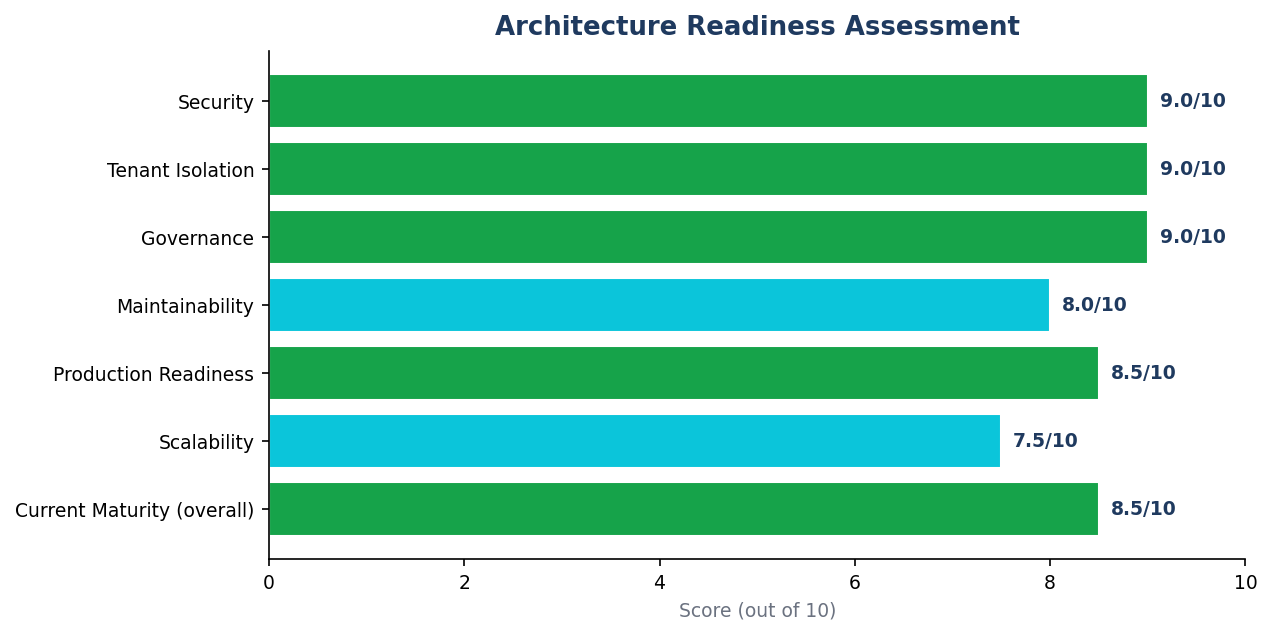 Architecture Readiness Assessment
Security 9.0/10
Tenant Isolation 9.0/10
Governance 9.0/10
Maintainability 8.0/10
Production Readiness 8.5/10
Scalability 7.5/10
Current Maturity (overall) 8.5/10
0 2 4 6 8 10
Score (out of 10)